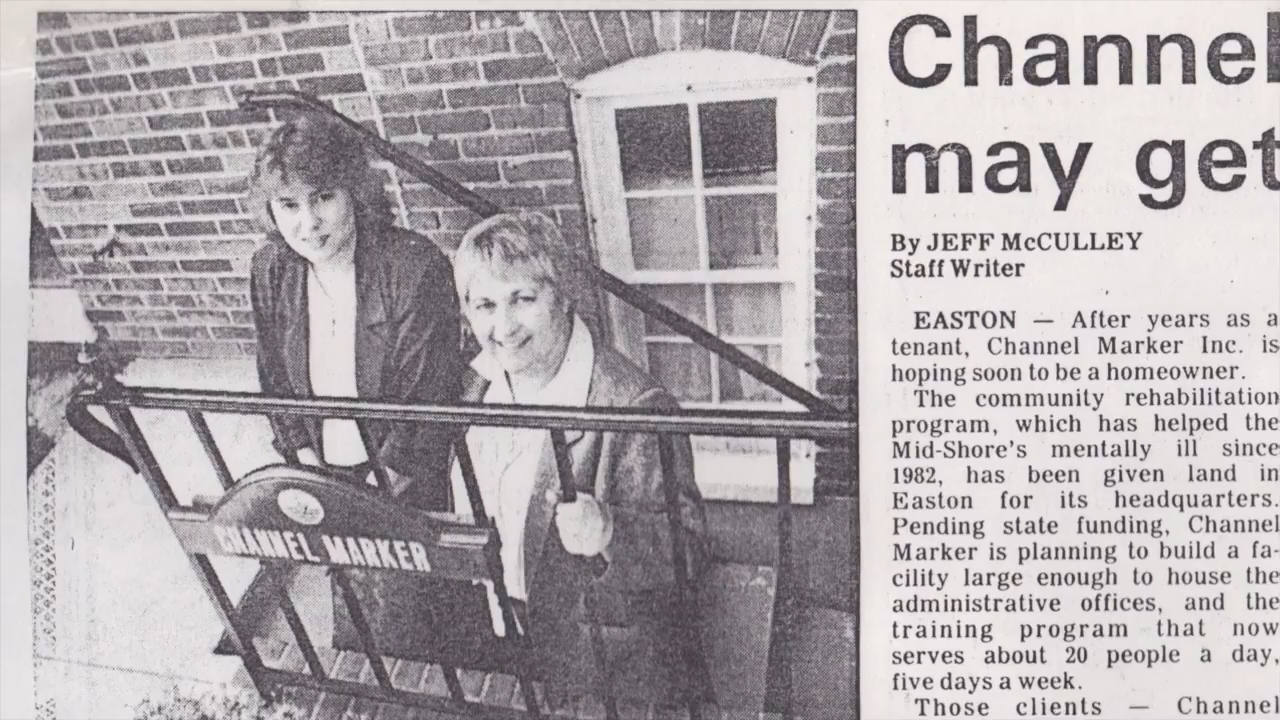 CHANNEL MARKER
Channel
may get
By JEFF McCULLEY
Staff Writer
EASTON — After years as a
tenant, Channel Marker Inc. is
hoping soon to be a homeowner.
The community rehabilitation
program, which has helped the
Mid-Shore's mentally ill since
1982, has been given land in
Easton for its headquarters.
Pending state funding, Channel
Marker is planning to build a fa-
cility large enough to house the
administrative offices, and the
training program that now
serves about 20 people a day,
five days a week.
Those clients — Channel